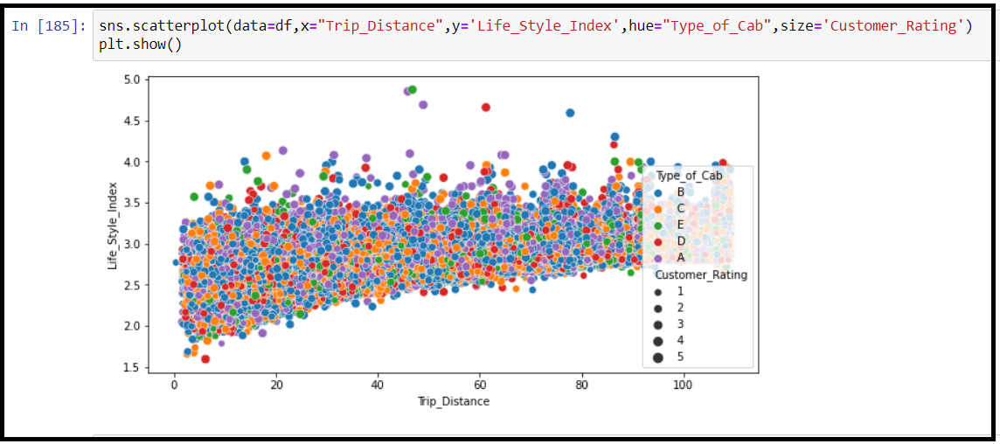 In [185]: sns.scatterplot(data=df,x="Trip_Distance",y='Life_Style_Index',hue="Type_of_Cab",size='Customer_Rating')
plt.show()
5.0
4.5
4.0
3.5
3.0
2.5
2.0
1.5
Life_Style_Index
Type_of_Cab
B
C
E
D
A
Customer_Rating
1
2
3
4
5
0 20 40 60 80 100
Trip_Distance